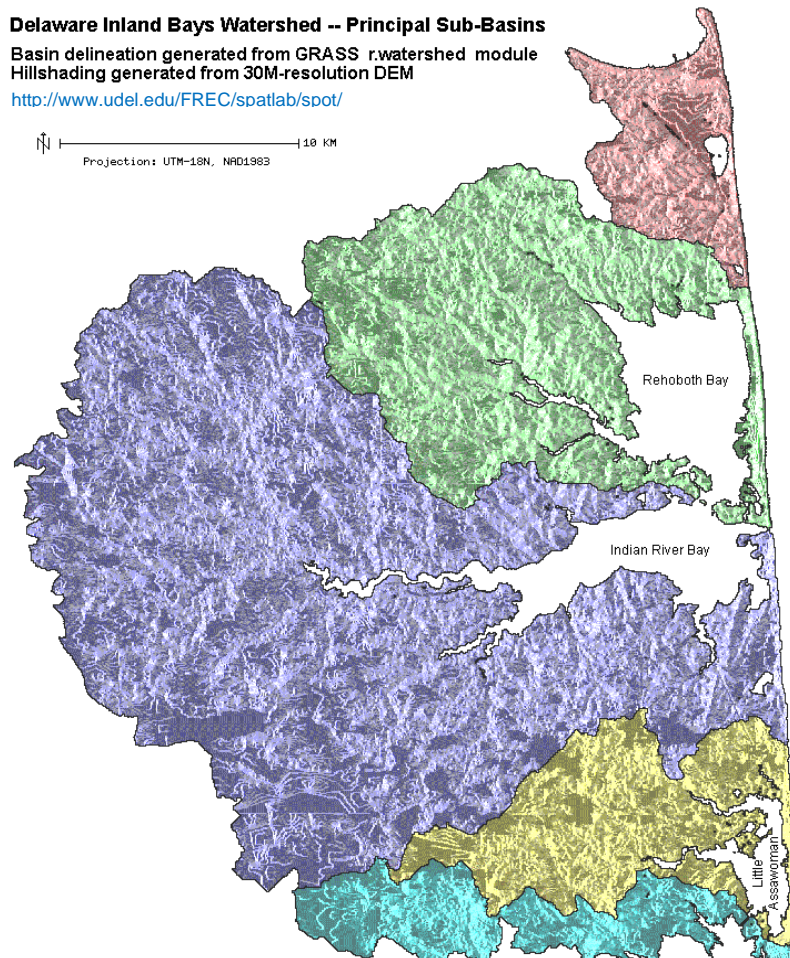 Delaware Inland Bays Watershed -- Principal Sub-Basins
Basin delineation generated from GRASS r.watershed module
Hillshading generated from 30M-resolution DEM
http://www.udel.edu/FREC/spatlab/spot/
N
10 KM
Projection: UTM-18N, NAD1983
Rehoboth Bay
Indian River Bay
Little
Assawoman